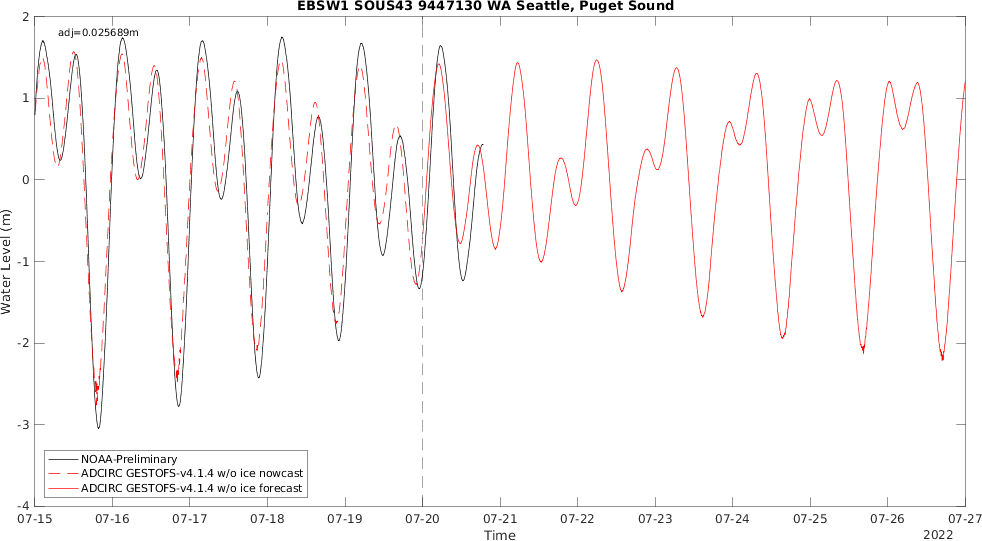 EBSW1 SOUS43 9447130 WA Seattle, Puget Sound
adj=0.025689m
2
1
0
-1
-2
-3
-4
Water Level (m)
NOAA-Preliminary
ADCIRC GESTOFS-v4.1.4 w/o ice nowcast
ADCIRC GESTOFS-v4.1.4 w/o ice forecast
07-15 07-16 07-17 07-18 07-19 07-20 07-21 07-22 07-23 07-24 07-25 07-26 07-27
Time
2022